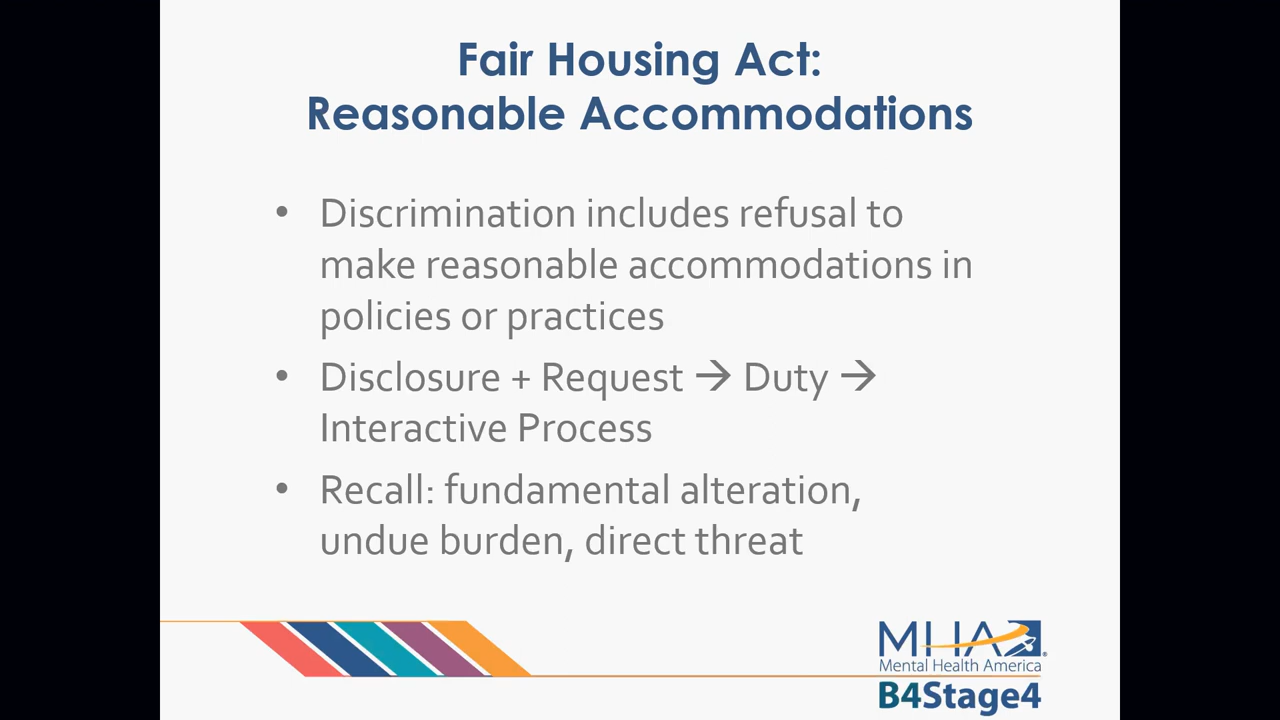 Fair Housing Act:
Reasonable Accommodations
• Discrimination includes refusal to
make reasonable accommodations in
policies or practices
• Disclosure + Request → Duty →
Interactive Process
• Recall: fundamental alteration,
undue burden, direct threat
MHA®
Mental Health America
B4Stage4